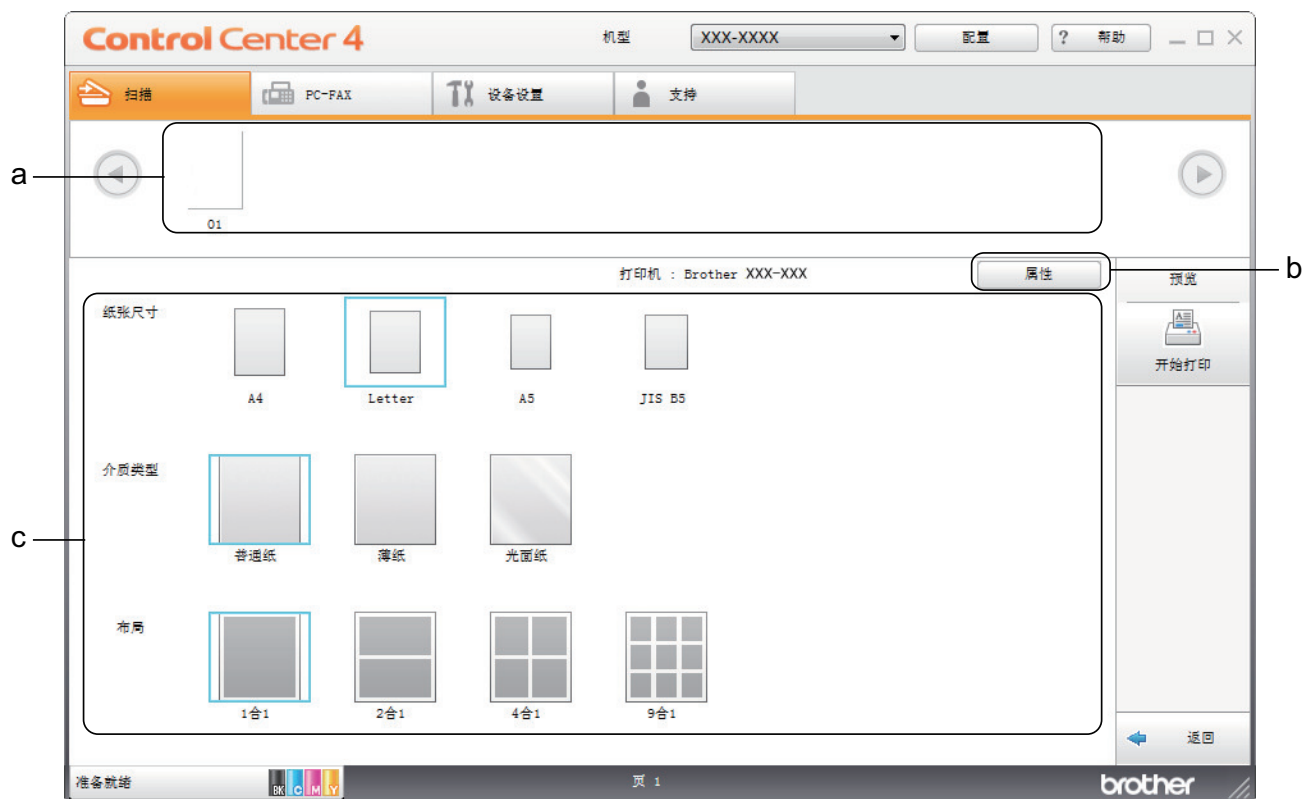 Control Center 4 机型 XXX-XXXX 配置 ? 帮助
扫描 PC-FAX 设备设置 支持
a
01
打印机 : Brother XXX-XXX 属性 b
预览
纸张尺寸
开始打印
A4 Letter A5 JIS B5
介质类型
c
普通纸 薄纸 光面纸
布局
1合1 2合1 4合1 9合1
返回
准备就绪 BK C M Y 页 1 brother